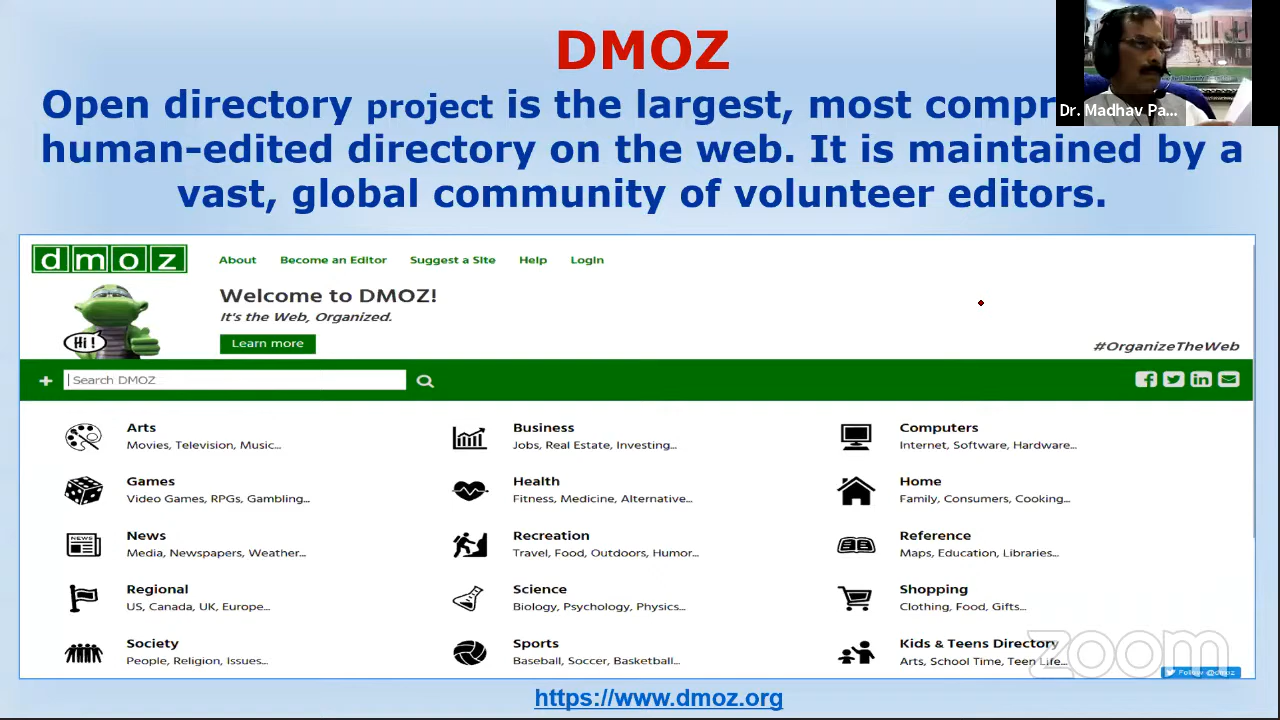 DMOZ
Open directory project is the largest, most compr
human-edited directory on the web. It is maintained by a
vast, global community of volunteer editors.
Dr. Madhav Pa...
dmoz
About Become an Editor Suggest a Site Help Login
Welcome to DMOZ!
It's the Web, Organized.
Hi !
Learn more
#OrganizeTheWeb
Search DMOZ
Arts
Movies, Television, Music...
Business
Jobs, Real Estate, Investing...
Computers
Internet, Software, Hardware...
Games
Video Games, RPGs, Gambling...
Health
Fitness, Medicine, Alternative...
Home
Family, Consumers, Cooking...
NEWS
News
Media, Newspapers, Weather...
Recreation
Travel, Food, Outdoors, Humor...
Reference
Maps, Education, Libraries...
Regional
US, Canada, UK, Europe...
Science
Biology, Psychology, Physics...
Shopping
Clothing, Food, Gifts...
Society
People, Religion, Issues...
Sports
Baseball, Soccer, Basketball...
Kids & Teens Directory
Arts, School Time, Teen Life...
zoom
Follow @dmoz
https://www.dmoz.org